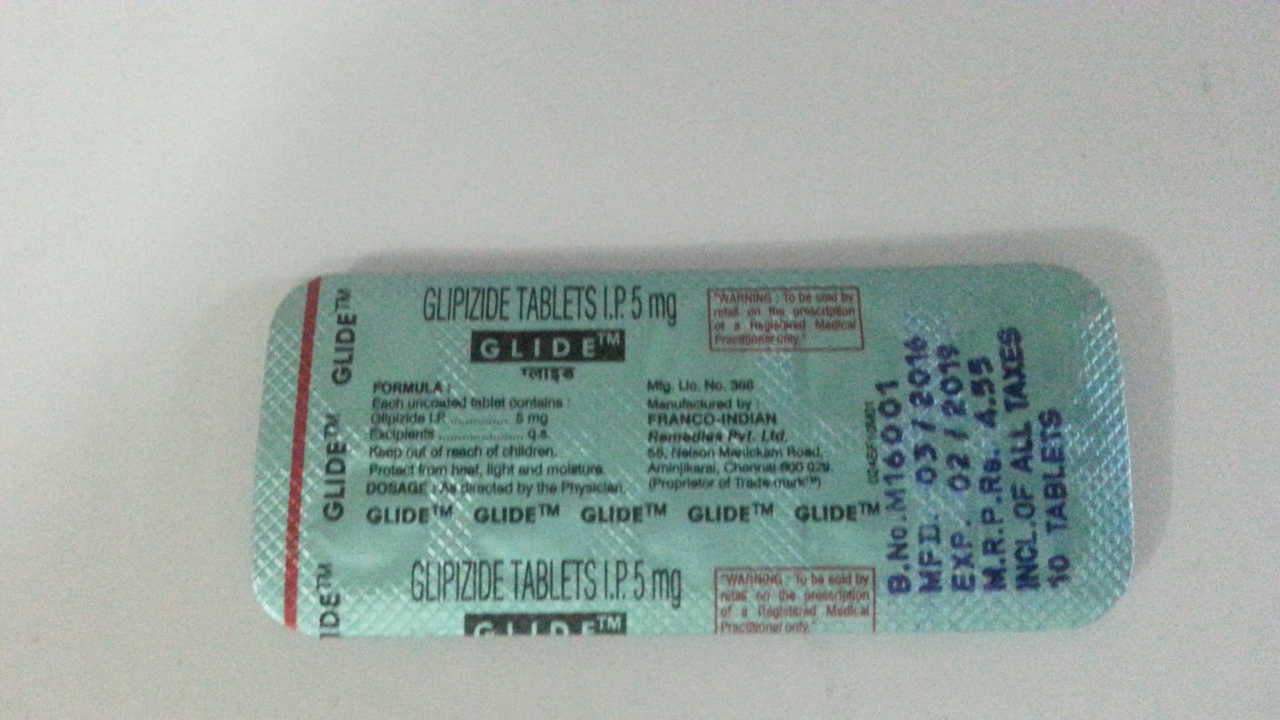 GLIDE™
GLIDE™
IDE™
GLIPIZIDE TABLETS I.P. 5 mg
GLIDE™
ग्लाइड
"WARNING : To be sold by
retail on the prescription
of a Registered Medical
Practitioner only."
FORMULA :
Each uncoated tablet contains :
Glipizide I.P. .............. 5 mg
Excipients ..................... q.s.
Keep out of reach of children.
Protect from heat, light and moisture.
DOSAGE : As directed by the Physician.
Mfg. Lic. No. 366
Manufactured by :
FRANCO-INDIAN
Remedies Pvt. Ltd.
Nelson Manickam Road,
Aminjikarai, Chennai 600 029.
(Proprietor of Trade mark™)
GLIDE™ GLIDE™ GLIDE™ GLIDE™ GLIDE™
GLIPIZIDE TABLETS I.P. 5 mg
GLIDE™
"WARNING : To be sold by
retail on the prescription
of a Registered Medical
Practitioner only."
B.No.M16001
MFD. 03/2016
EXP. 02/2019
M.R.P.Rs. 4.55
INCL.OF ALL TAXES
10 TABLETS